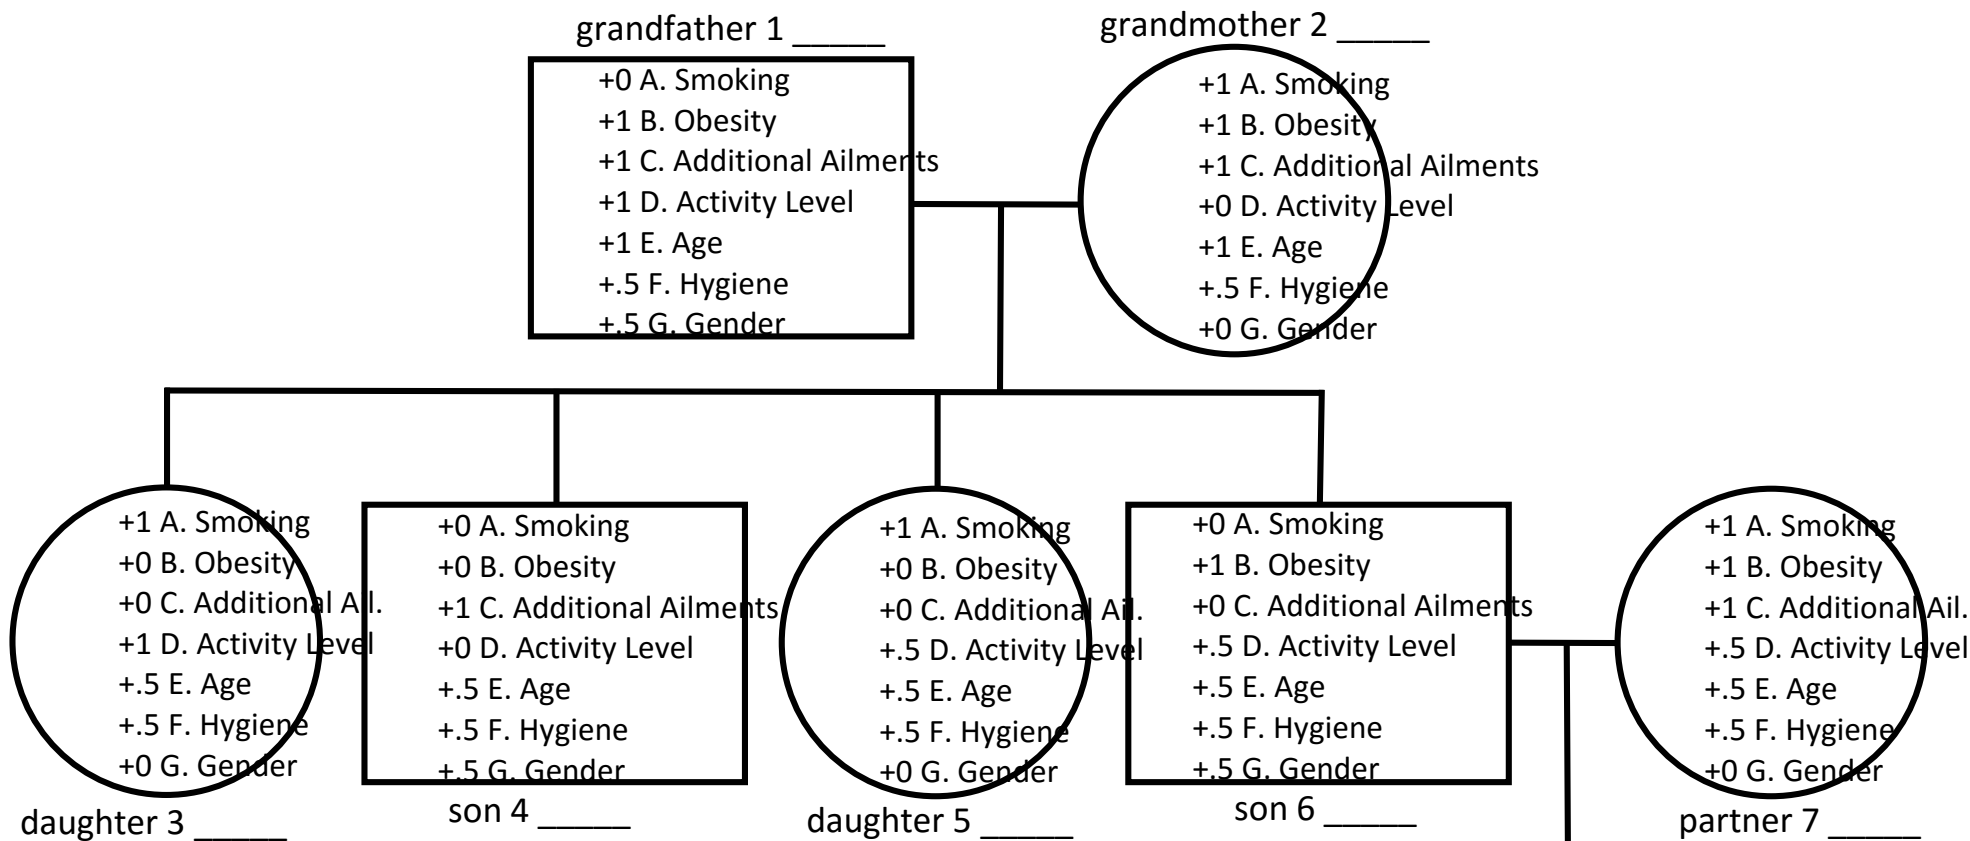 grandfather 1 _____
+0 A. Smoking
+1 B. Obesity
+1 C. Additional Ailments
+1 D. Activity Level
+1 E. Age
+.5 F. Hygiene
+.5 G. Gender
grandmother 2 _____
+1 A. Smoking
+1 B. Obesity
+1 C. Additional Ailments
+0 D. Activity Level
+1 E. Age
+.5 F. Hygiene
+0 G. Gender
+1 A. Smoking
+0 B. Obesity
+0 C. Additional Ail.
+1 D. Activity Level
+.5 E. Age
+.5 F. Hygiene
+0 G. Gender
daughter 3 _____
+0 A. Smoking
+0 B. Obesity
+1 C. Additional Ailments
+0 D. Activity Level
+.5 E. Age
+.5 F. Hygiene
+.5 G. Gender
son 4 _____
+1 A. Smoking
+0 B. Obesity
+0 C. Additional Ail.
+.5 D. Activity Level
+.5 E. Age
+.5 F. Hygiene
+0 G. Gender
daughter 5 _____
+0 A. Smoking
+1 B. Obesity
+0 C. Additional Ailments
+.5 D. Activity Level
+.5 E. Age
+.5 F. Hygiene
+.5 G. Gender
son 6 _____
+1 A. Smoking
+1 B. Obesity
+1 C. Additional Ail.
+.5 D. Activity Level
+.5 E. Age
+.5 F. Hygiene
+0 G. Gender
partner 7 _____